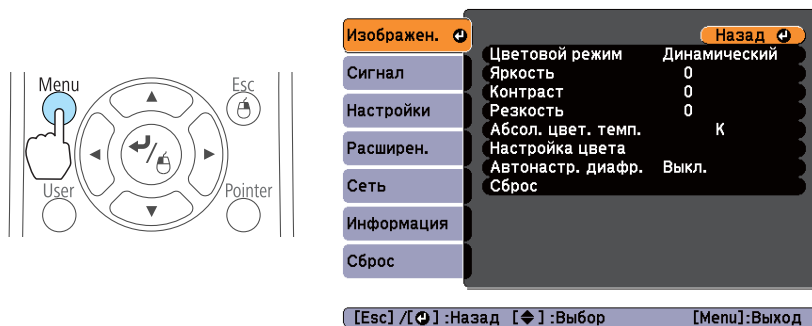 Menu
Esc
User
Pointer
Изображен.
Сигнал
Настройки
Расширен.
Сеть
Информация
Сброс
Назад
Цветовой режим Динамический
Яркость 0
Контраст 0
Резкость 0
Абсол. цвет. темп. K
Настройка цвета
Автонастр. диафр. Выкл.
Сброс
[Esc] /[ ] :Назад [ ] :Выбор [Menu]:Выход